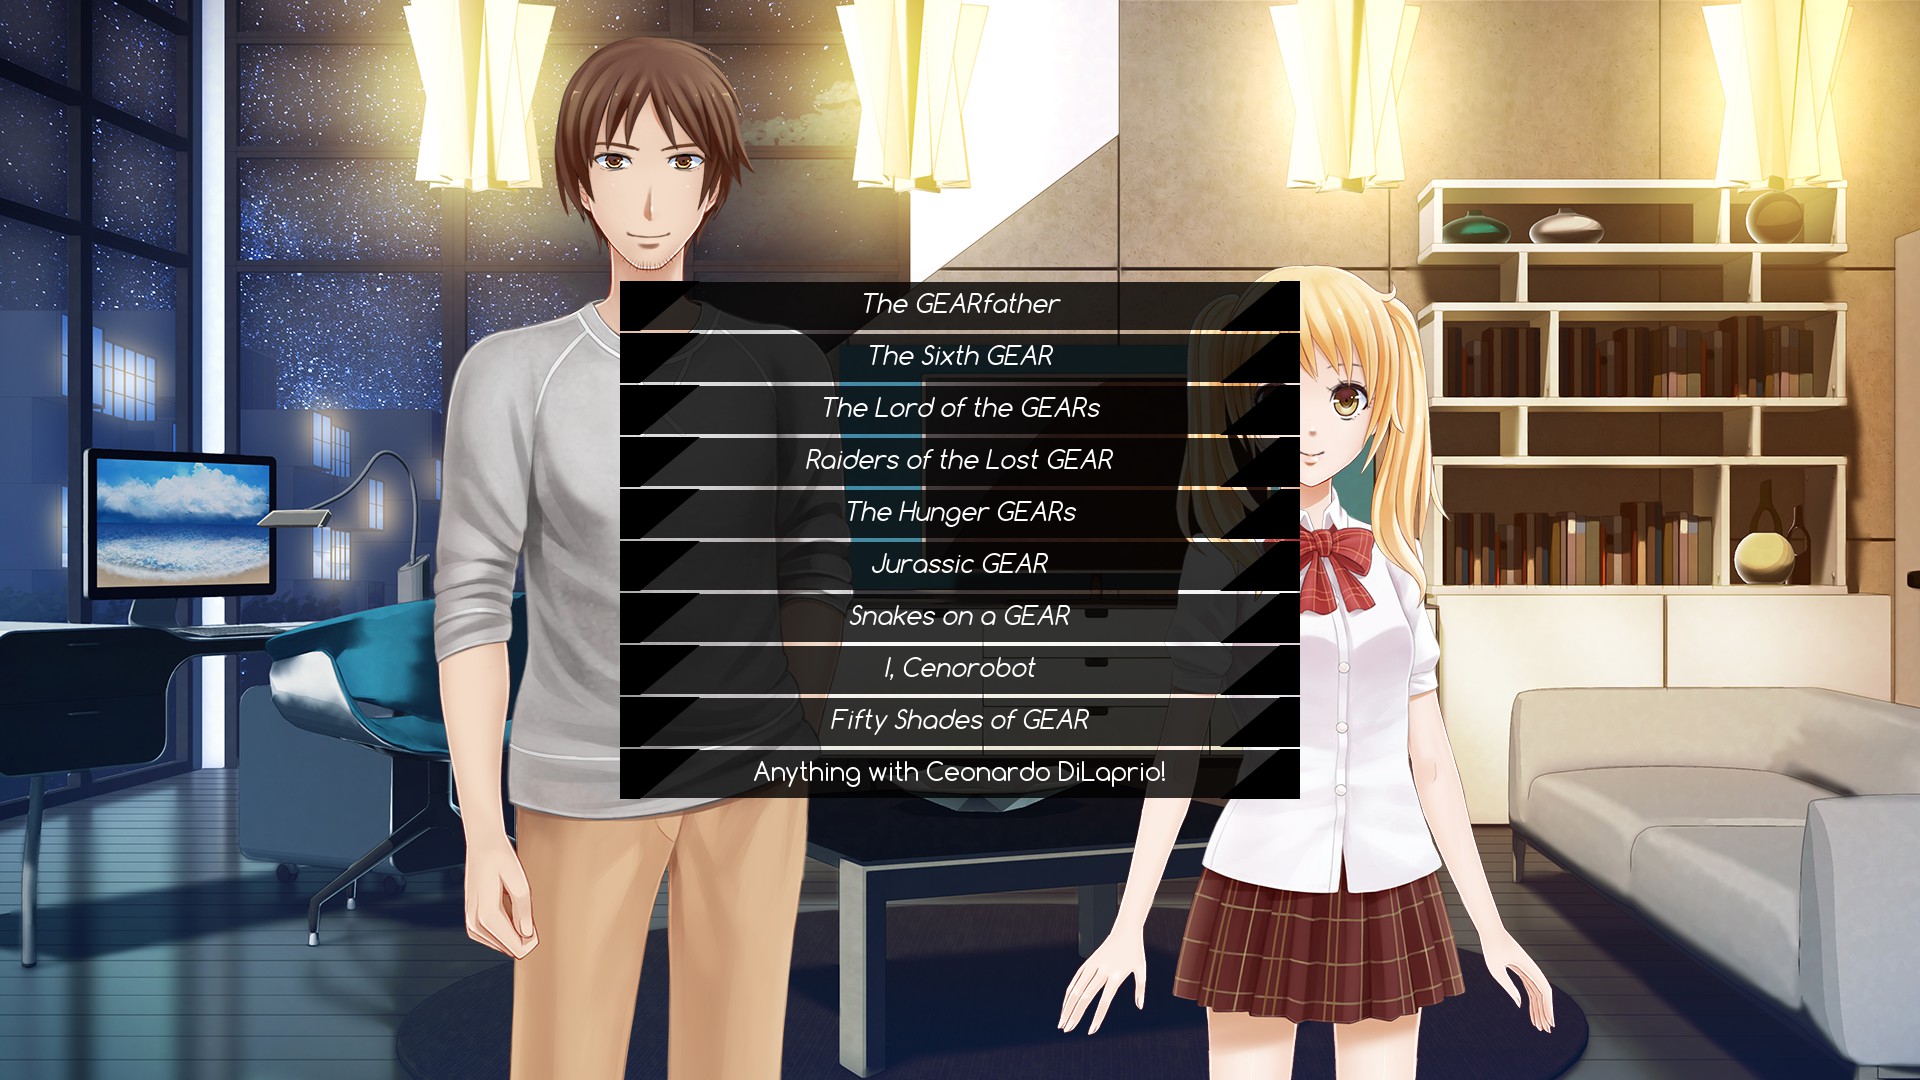 The GEARfather
The Sixth GEAR
The Lord of the GEARs
Raiders of the Lost GEAR
The Hunger GEARs
Jurassic GEAR
Snakes on a GEAR
I, Cenorobot
Fifty Shades of GEAR
Anything with Ceonardo DiLaprio!